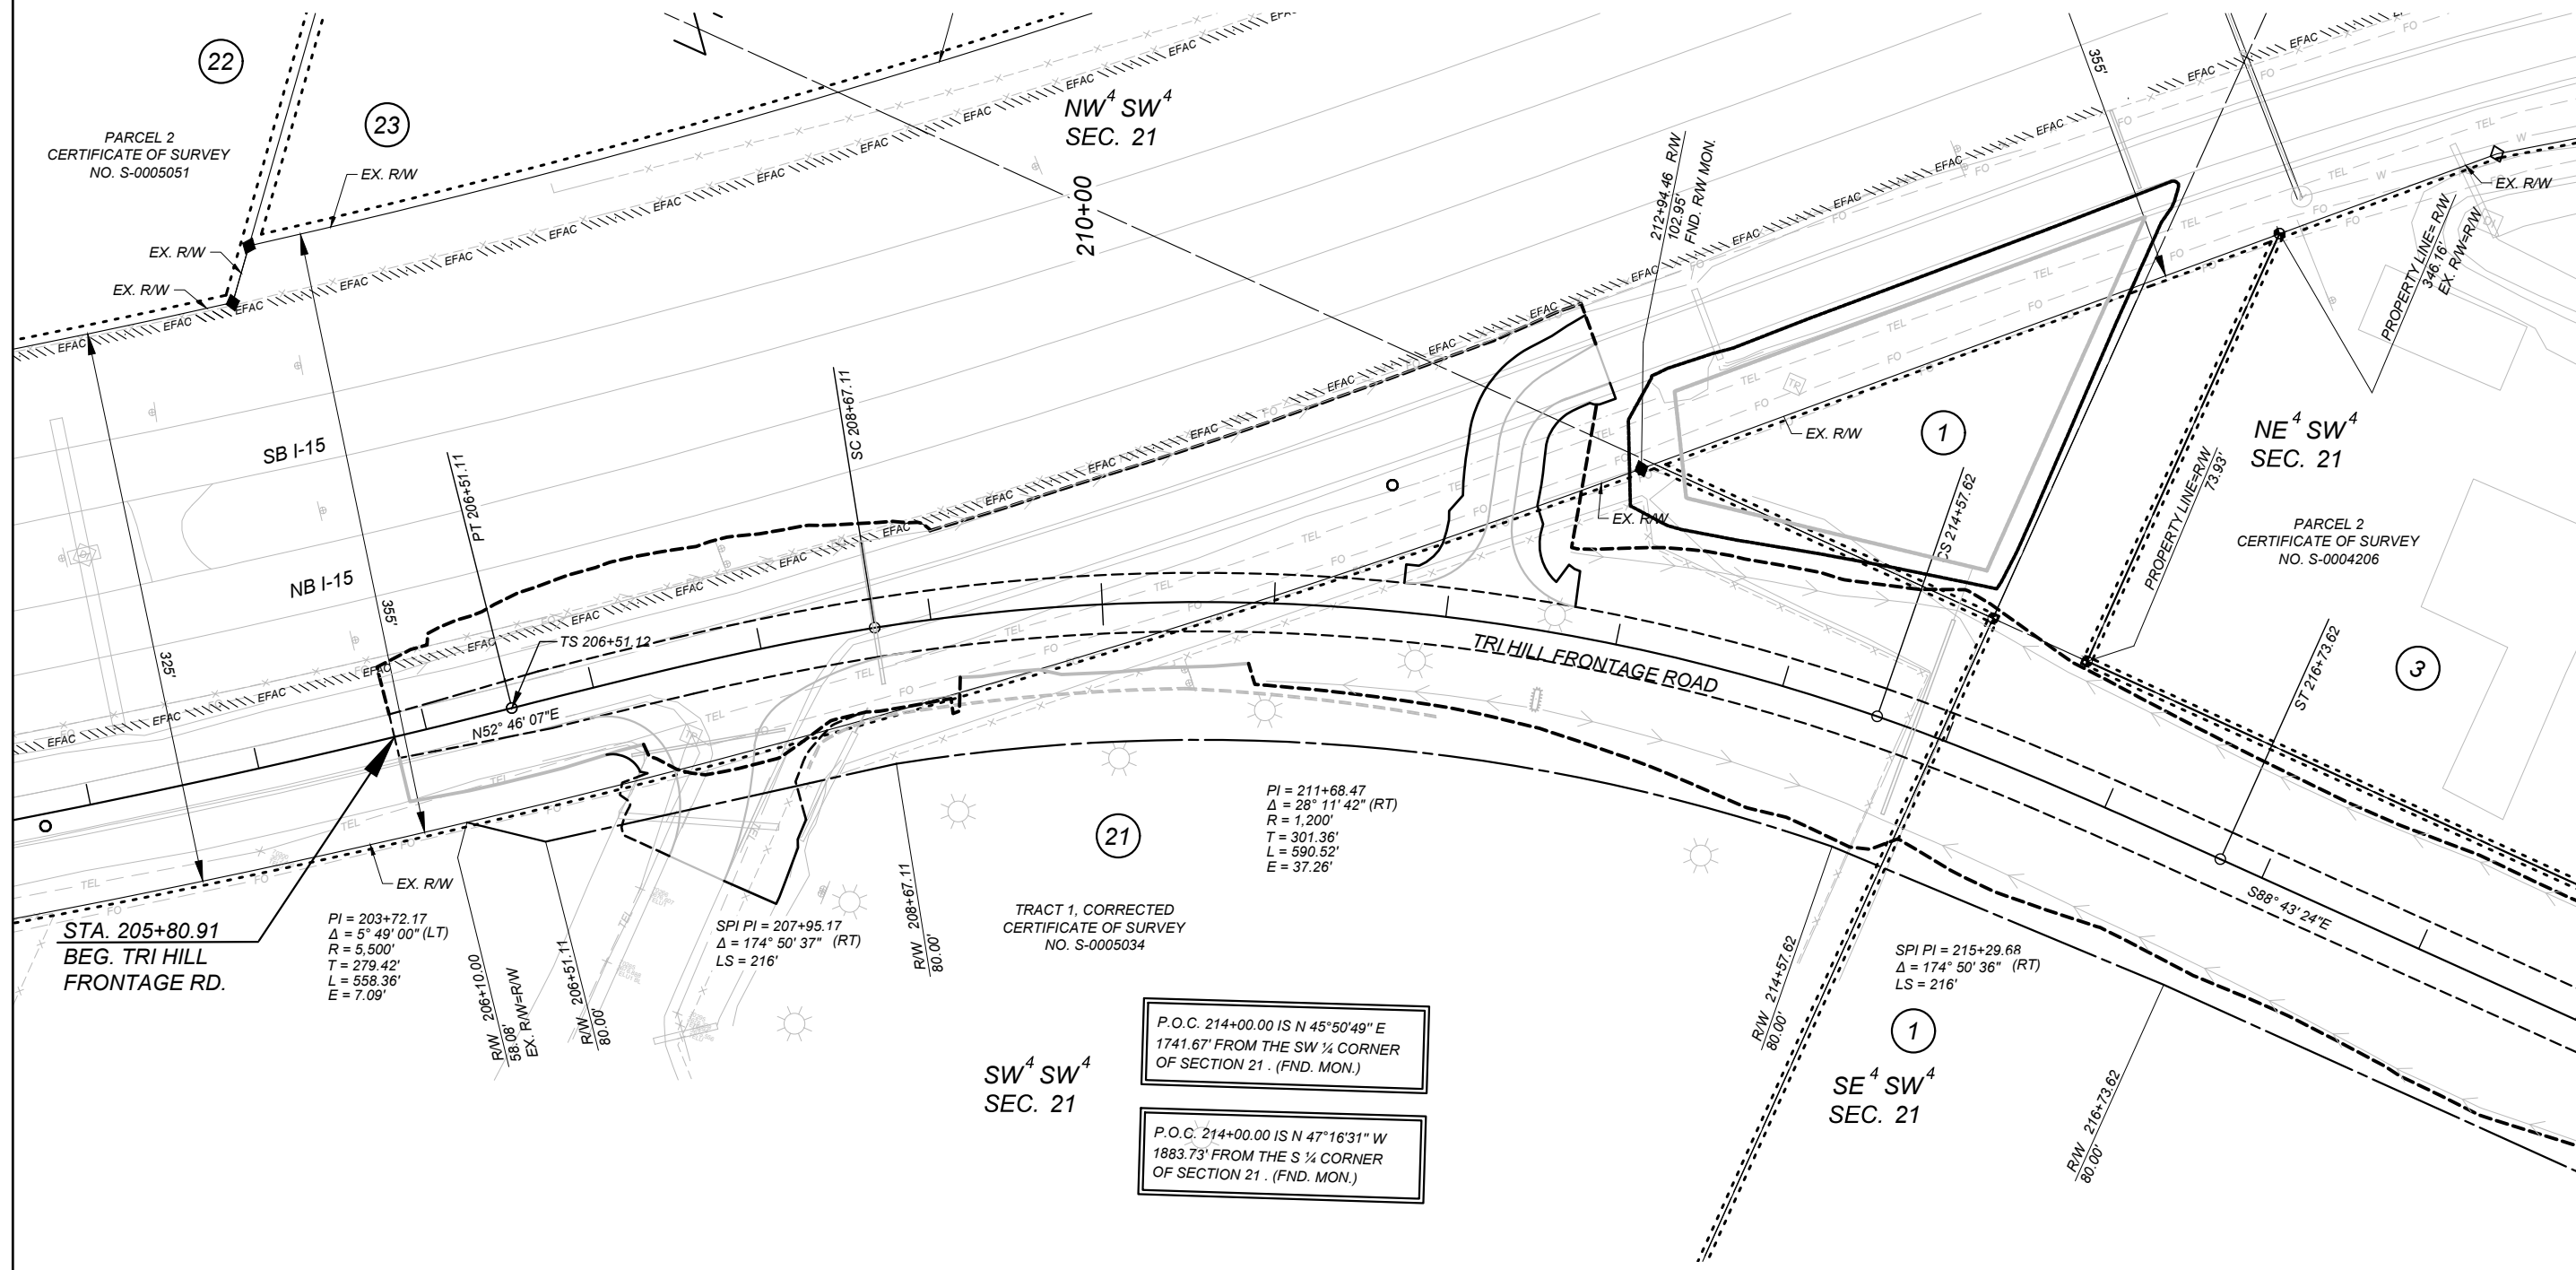 22
PARCEL 2
CERTIFICATE OF SURVEY
NO. S-0005051
23
EX. R/W
EX. R/W
EX. R/W
NW⁴ SW⁴
SEC. 21
210+00
355'
212+94.46 R/W
102.95'
FND. R/W MON.
EX. R/W
PROPERTY LINE= R/W
346.16'
EX. R/W=R/W
EFAC
TEL
FO
W
TR
SB I-15
NB I-15
325'
355'
PT 206+51.11
TS 206+51.12
SC 208+67.11
N52° 46' 07"E
EX. R/W
EX. R/W
1
CS 214+57.62
NE⁴ SW⁴
SEC. 21
PROPERTY LINE=R/W
73.93'
PARCEL 2
CERTIFICATE OF SURVEY
NO. S-0004206
3
ST 216+73.62
TRI HILL FRONTAGE ROAD
S88° 43' 24"E
STA. 205+80.91
BEG. TRI HILL
FRONTAGE RD.
EX. R/W
PI = 203+72.17
Δ = 5° 49' 00" (LT)
R = 5,500'
T = 279.42'
L = 558.36'
E = 7.09'
R/W 206+10.00
58.08'
EX. R/W=R/W
R/W 206+51.11
80.00'
SPI PI = 207+95.17
Δ = 174° 50' 37" (RT)
LS = 216'
R/W 208+67.11
80.00'
21
TRACT 1, CORRECTED
CERTIFICATE OF SURVEY
NO. S-0005034
PI = 211+68.47
Δ = 28° 11' 42" (RT)
R = 1,200'
T = 301.36'
L = 590.52'
E = 37.26'
R/W 214+57.62
80.00'
SPI PI = 215+29.68
Δ = 174° 50' 36" (RT)
LS = 216'
1
SE⁴ SW⁴
SEC. 21
R/W 216+73.62
80.00'
SW⁴ SW⁴
SEC. 21
P.O.C. 214+00.00 IS N 45°50'49" E
1741.67' FROM THE SW ¼ CORNER
OF SECTION 21 . (FND. MON.)
P.O.C. 214+00.00 IS N 47°16'31" W
1883.73' FROM THE S ¼ CORNER
OF SECTION 21 . (FND. MON.)